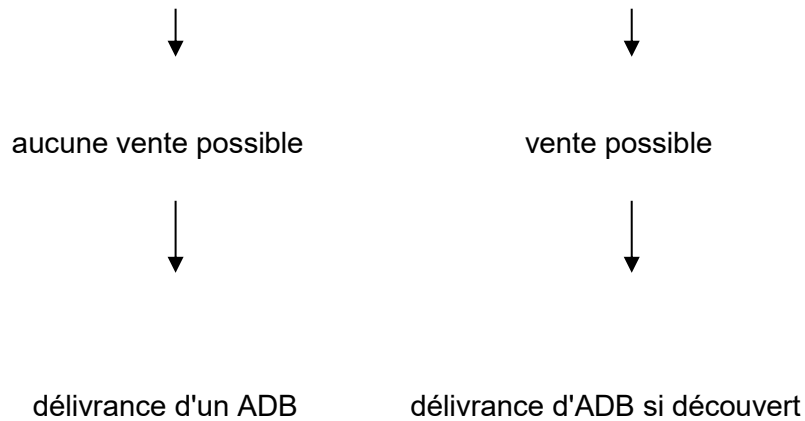 aucune vente possible vente possible
délivrance d'un ADB délivrance d'ADB si découvert